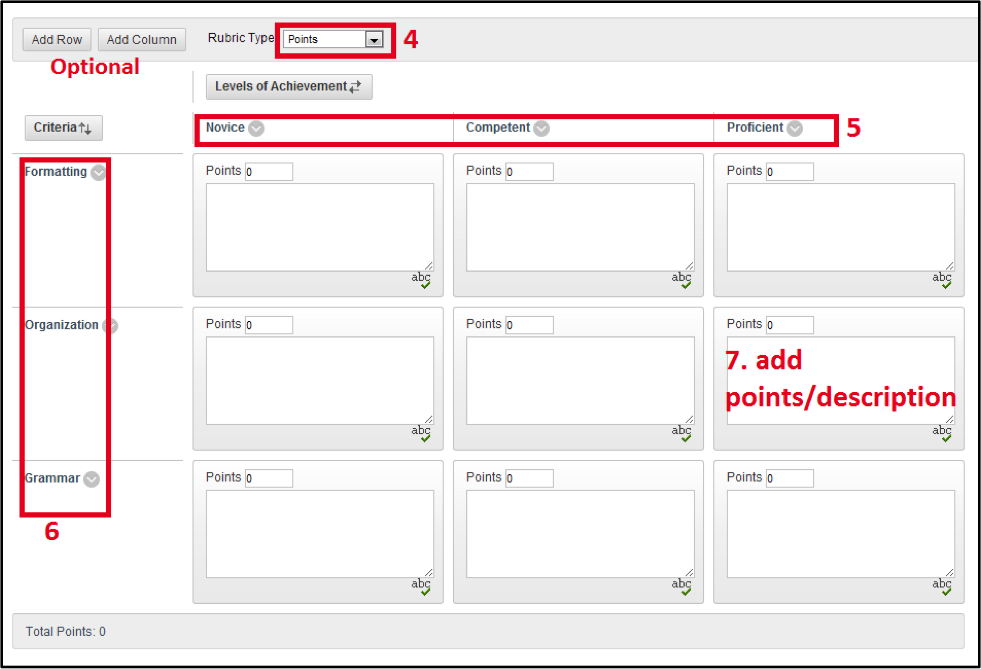 Add Row Add Column Rubric Type Points 4
Optional
Levels of Achievement
Criteria Novice Competent Proficient 5
Formatting Points 0 Points 0 Points 0
abc abc abc
Organization Points 0 Points 0 Points 0
7. add
points/description
abc abc abc
Grammar Points 0 Points 0 Points 0
6
abc abc abc
Total Points: 0